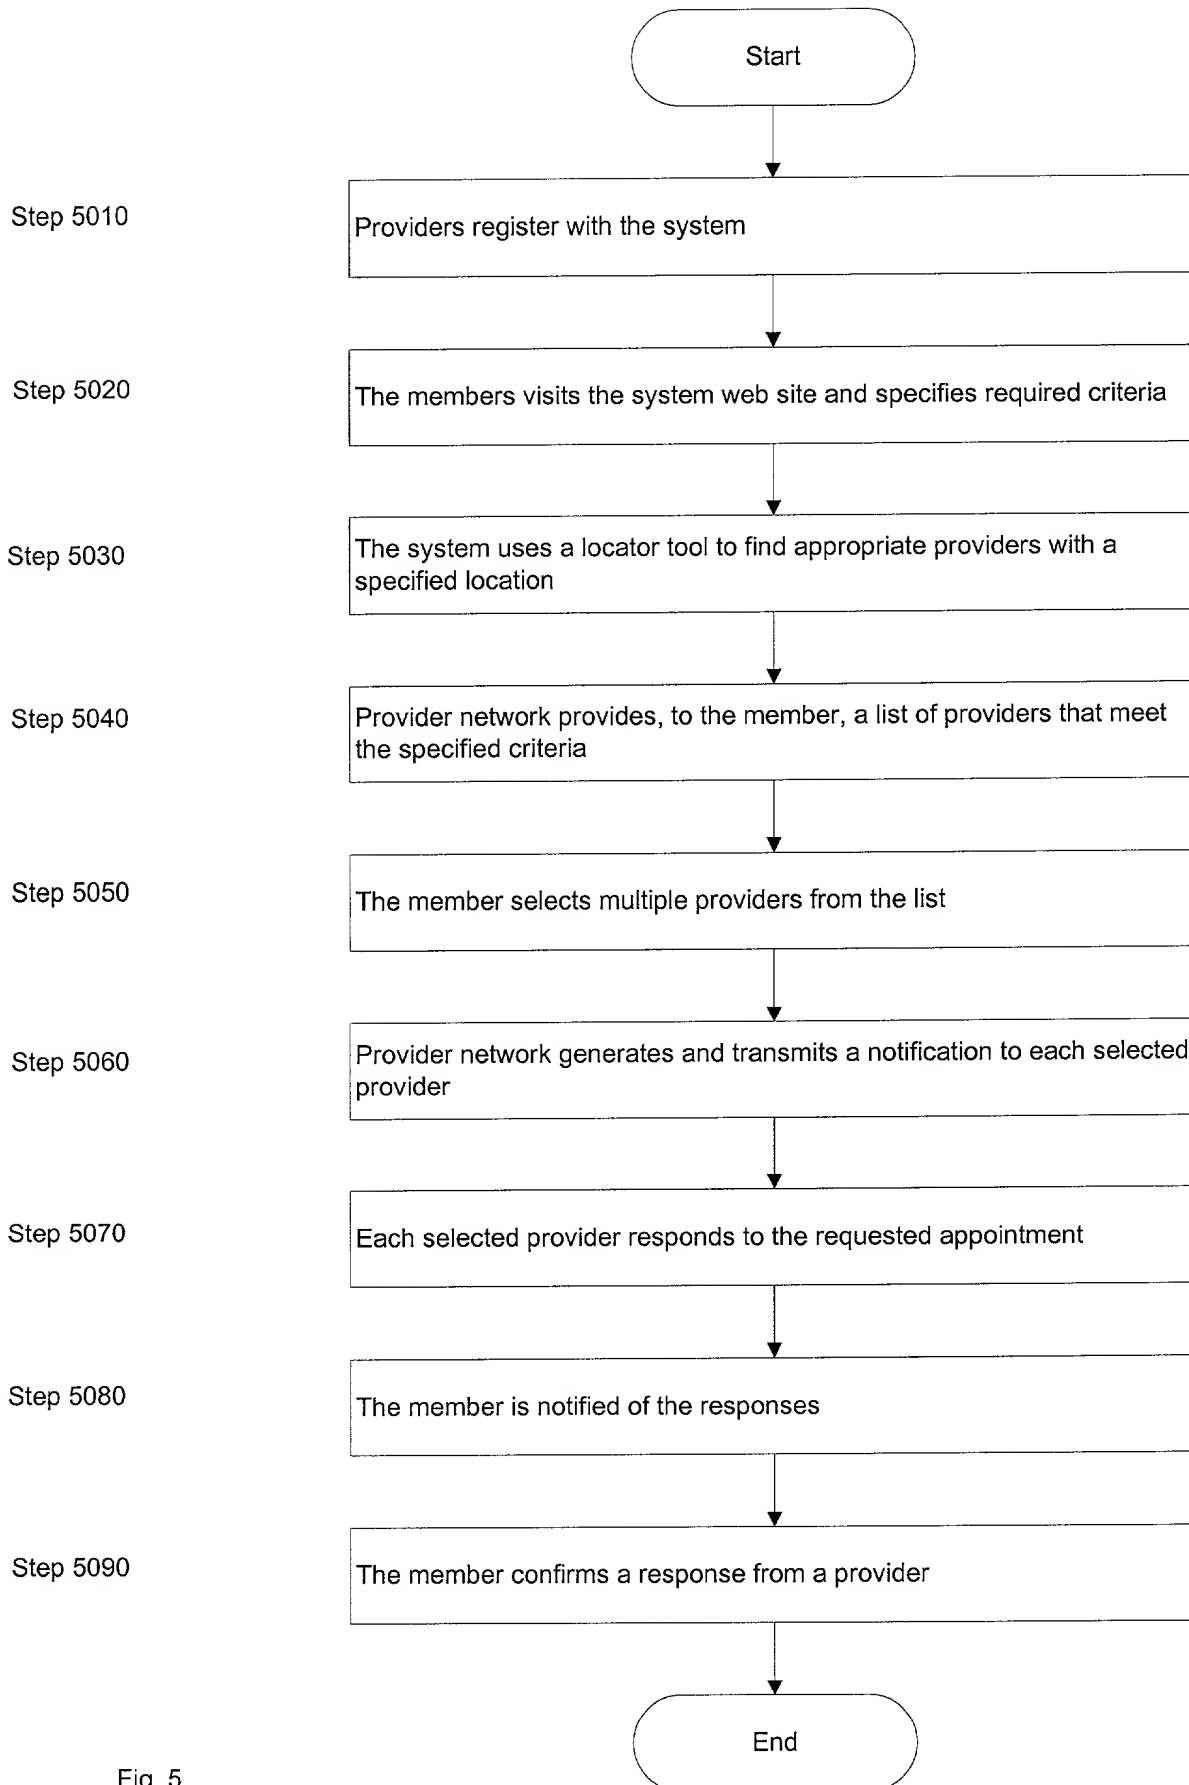 Start
Step 5010
Providers register with the system
Step 5020
The members visits the system web site and specifies required criteria
Step 5030
The system uses a locator tool to find appropriate providers with a
specified location
Step 5040
Provider network provides, to the member, a list of providers that meet
the specified criteria
Step 5050
The member selects multiple providers from the list
Step 5060
Provider network generates and transmits a notification to each selected
provider
Step 5070
Each selected provider responds to the requested appointment
Step 5080
The member is notified of the responses
Step 5090
The member confirms a response from a provider
End
Fig. 5